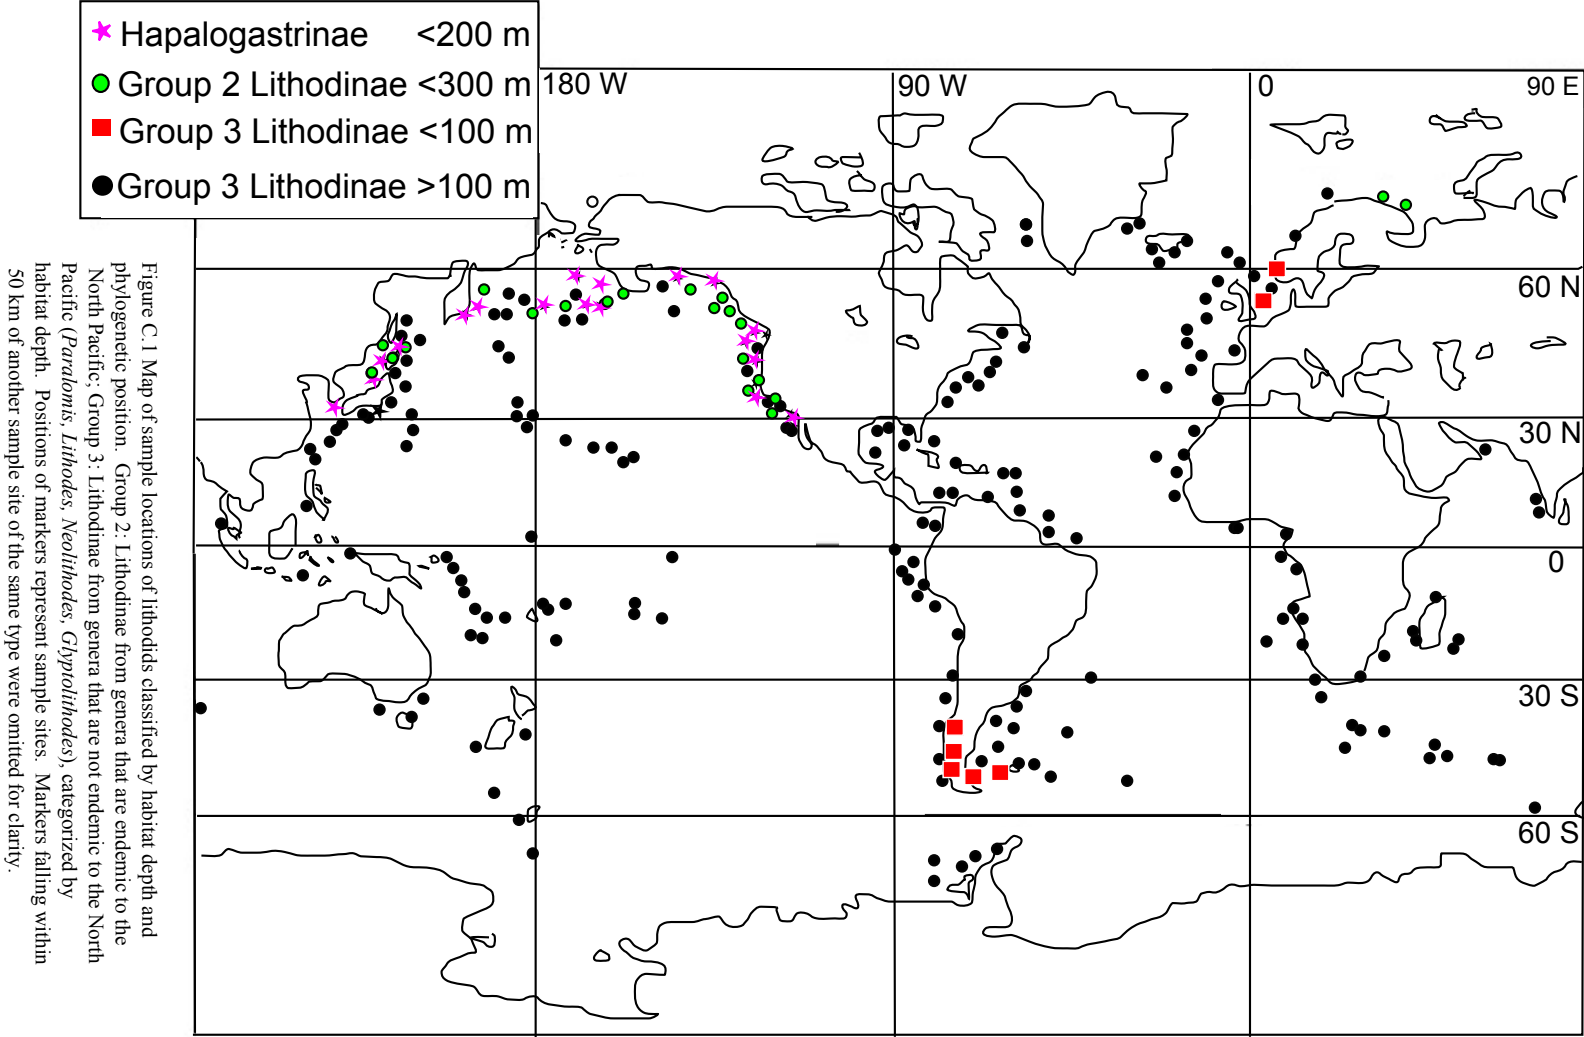 Hapalogastrinae <200 m
Group 2 Lithodinae <300 m
Group 3 Lithodinae <100 m
Group 3 Lithodinae >100 m
180 W
90 W
0
90 E
60 N
30 N
0
30 S
60 S
Figure C.1 Map of sample locations of lithodids classified by habitat depth and
phylogenetic position. Group 2: Lithodinae from genera that are endemic to the
North Pacific; Group 3: Lithodinae from genera that are not endemic to the North
Pacific (Paralomis, Lithodes, Neolithodes, Glyptolithodes), categorized by
habitat depth. Positions of markers represent sample sites. Markers falling within
50 km of another sample site of the same type were omitted for clarity.